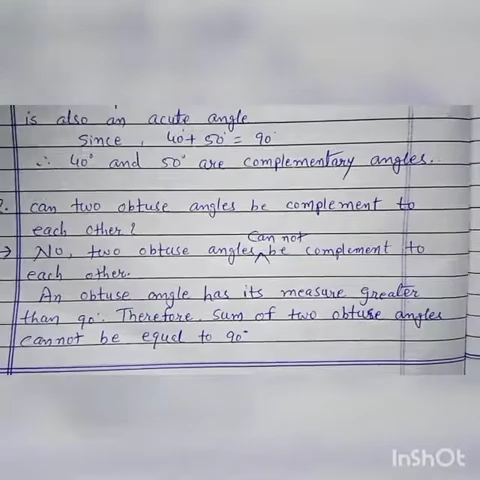 is also an acute angle
Since, 40°+ 50° = 90°
∴ 40° and 50° are complementary angles.
can two obtuse angles be complement to
each other?
→ No, two obtuse angles ^ can not be complement to
each other.
An obtuse angle has its measure greater
than 90°. Therefore, sum of two obtuse angles
cannot be equal to 90°
InShOt